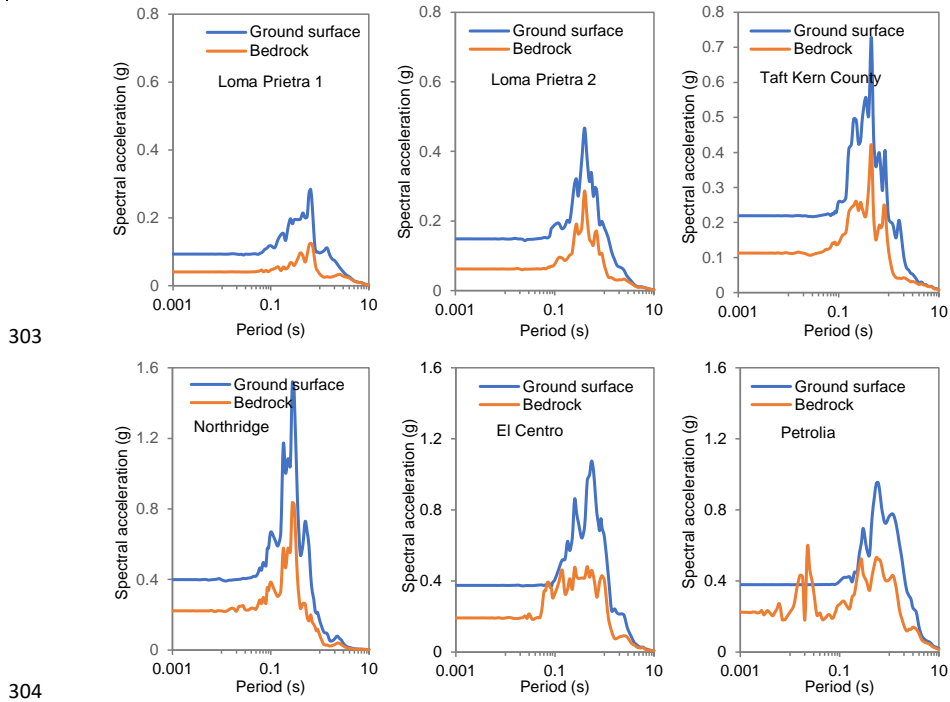 0.8
0.6
0.4
0.2
0
Spectral acceleration (g)
Ground surface
Bedrock
Loma Prietra 1
0.001 0.1 10
Period (s)
0.8
0.4
0
Spectral acceleration (g)
Ground surface
Bedrock
Loma Prietra 2
0.001 0.1 10
Period (s)
0.8
0.7
0.6
0.5
0.4
0.3
0.2
0.1
0
Spectral acceleration (g)
Ground surface
Bedrock
Taft Kern County
0.001 0.1 10
Period (s)
303
1.6
1.2
0.8
0.4
0
Spectral acceleration (g)
Ground surface
Bedrock
Northridge
0.001 0.1 10
Period (s)
1.6
1.2
0.8
0.4
0
Spectral acceleration (g)
Ground surface
Bedrock
El Centro
0.001 0.1 10
Period (s)
1.6
1.2
0.8
0.4
0
Spectral acceleration (g)
Ground surface
Bedrock
Petrolia
0.001 0.1 10
Period (s)
304